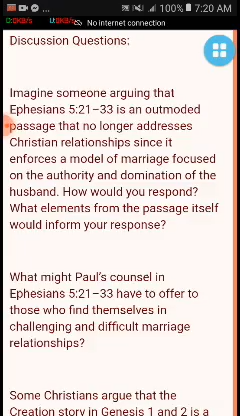 100% 7:20 AM
0:0KB/s U:0KB/s No internet connection
Discussion Questions:
Imagine someone arguing that
Ephesians 5:21–33 is an outmoded
passage that no longer addresses
Christian relationships since it
enforces a model of marriage focused
on the authority and domination of the
husband. How would you respond?
What elements from the passage itself
would inform your response?
What might Paul's counsel in
Ephesians 5:21–33 have to offer to
those who find themselves in
challenging and difficult marriage
relationships?
Some Christians argue that the
Creation story in Genesis 1 and 2 is a